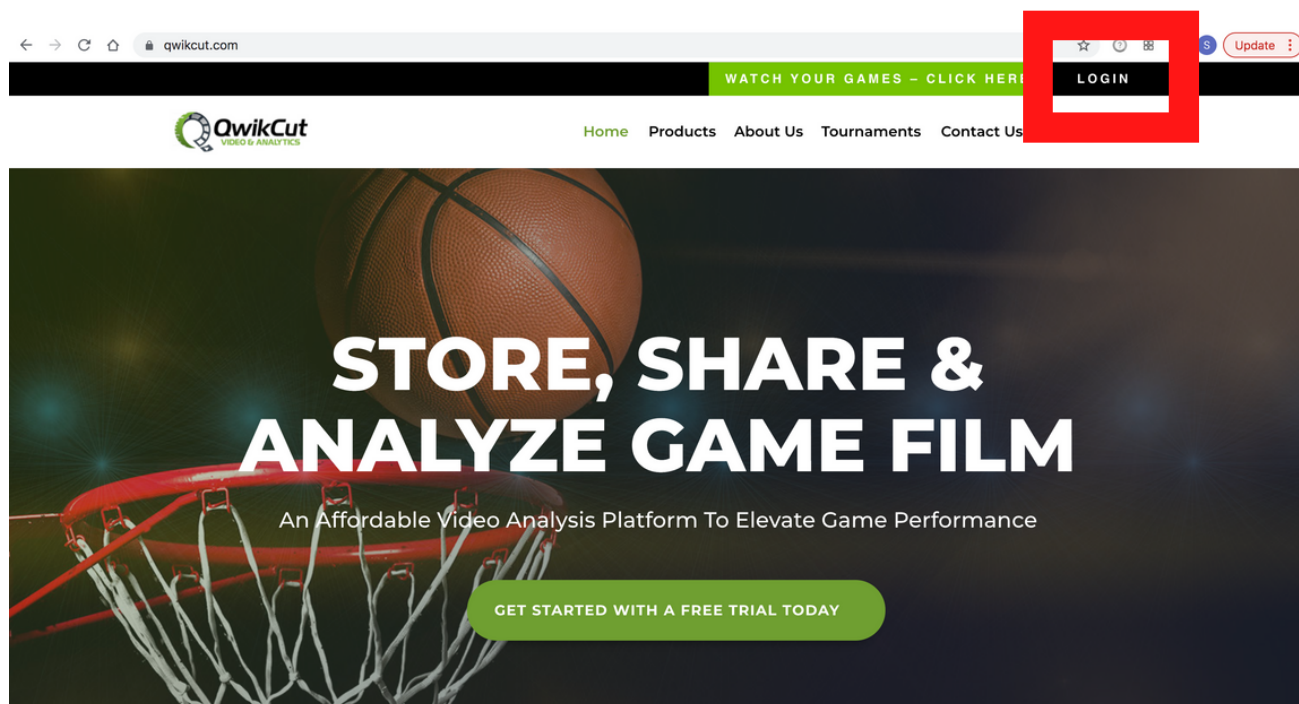 qwikcut.com
S
Update
WATCH YOUR GAMES – CLICK HERE
LOGIN
QwikCut
VIDEO & ANALYTICS
Home Products About Us Tournaments Contact Us
STORE, SHARE &
ANALYZE GAME FILM
An Affordable Video Analysis Platform To Elevate Game Performance
GET STARTED WITH A FREE TRIAL TODAY